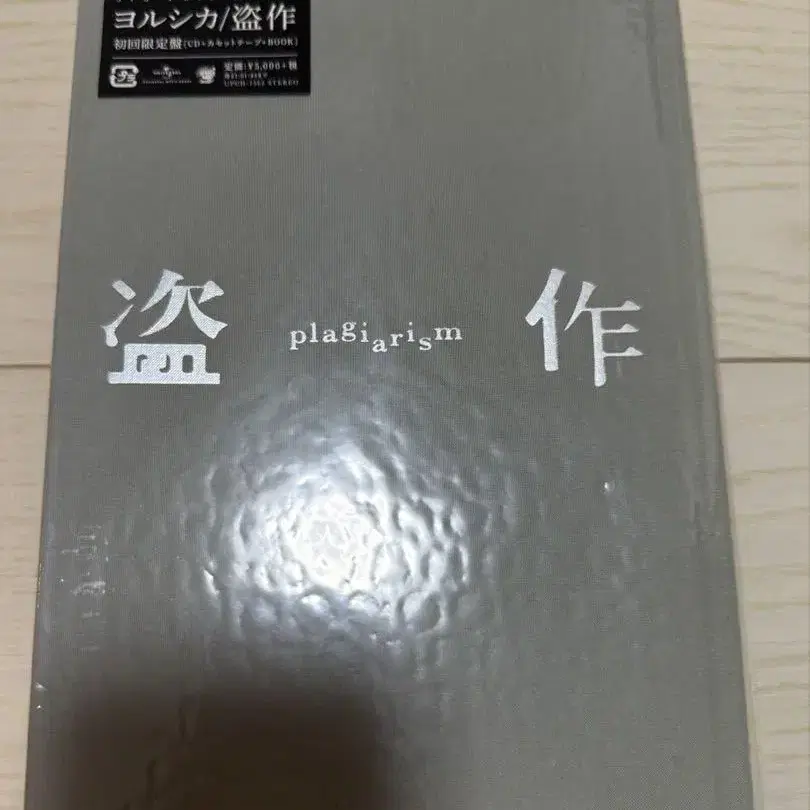 ヨルシカ/盗作
初回限定盤[CD+カセットテープ+BOOK]
定価:¥5,000+税
STEREO
盗 plagiarism 作